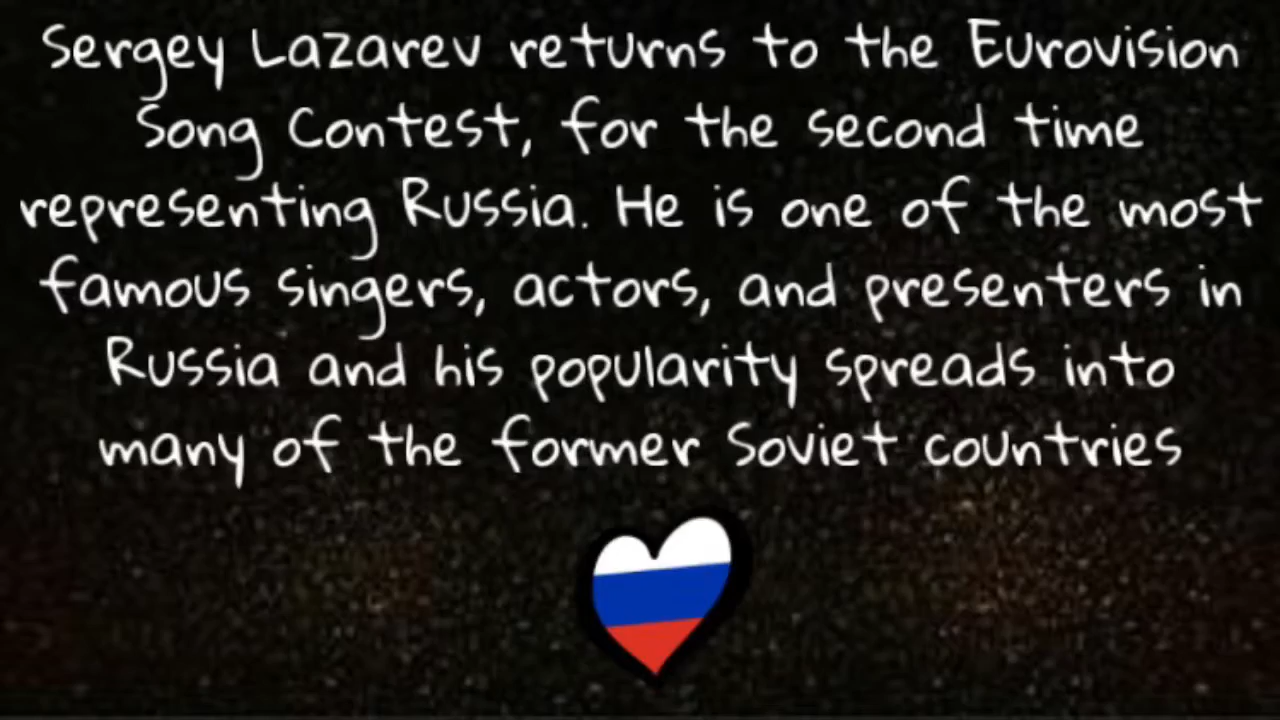 Sergey Lazarev returns to the Eurovision
Song Contest, for the second time
representing Russia. He is one of the most
famous singers, actors, and presenters in
Russia and his popularity spreads into
many of the former Soviet countries